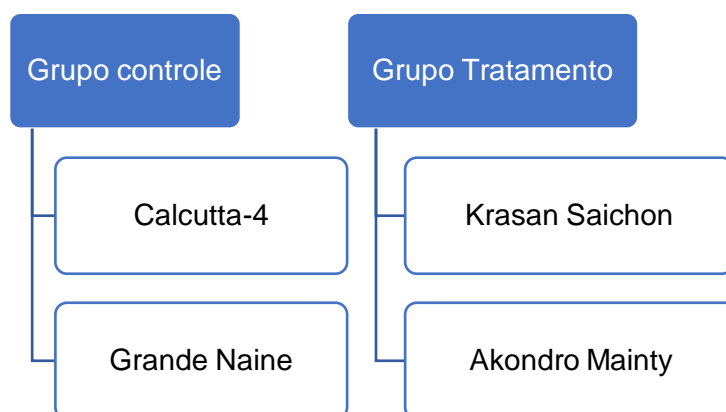 Grupo controle
Calcutta-4
Grande Naine
Grupo Tratamento
Krasan Saichon
Akondro Mainty